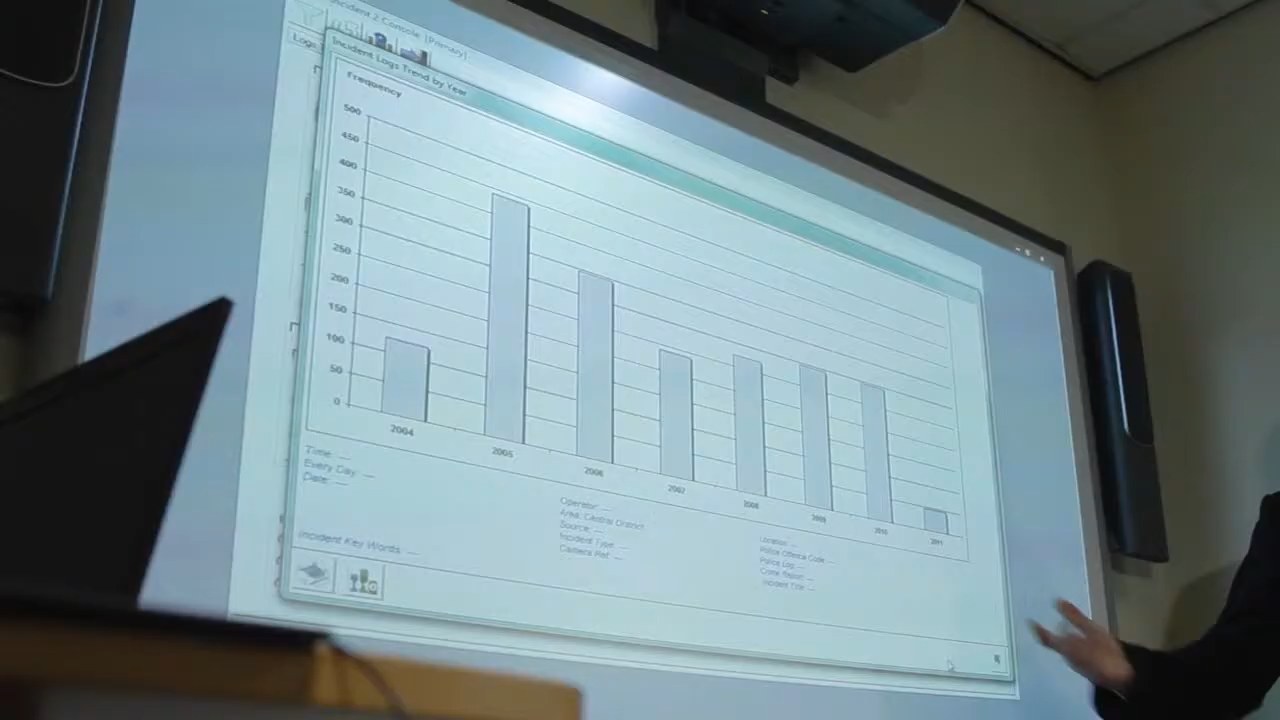 Incident 2 Console [Primary]
Logs
Incident Logs Trend by Year
Frequency
500
450
400
350
300
250
200
150
100
50
0
2004
2005
2006
2007
2008
2009
2010
2011
Time: —
Every Day: —
Date: —
Operator: —
Area: Central District
Source: —
Incident Type: —
Camera Ref: —
Location: —
Police Offence Code: —
Police Log: —
Crime Report: —
Incident Title: —
Incident Key Words: —